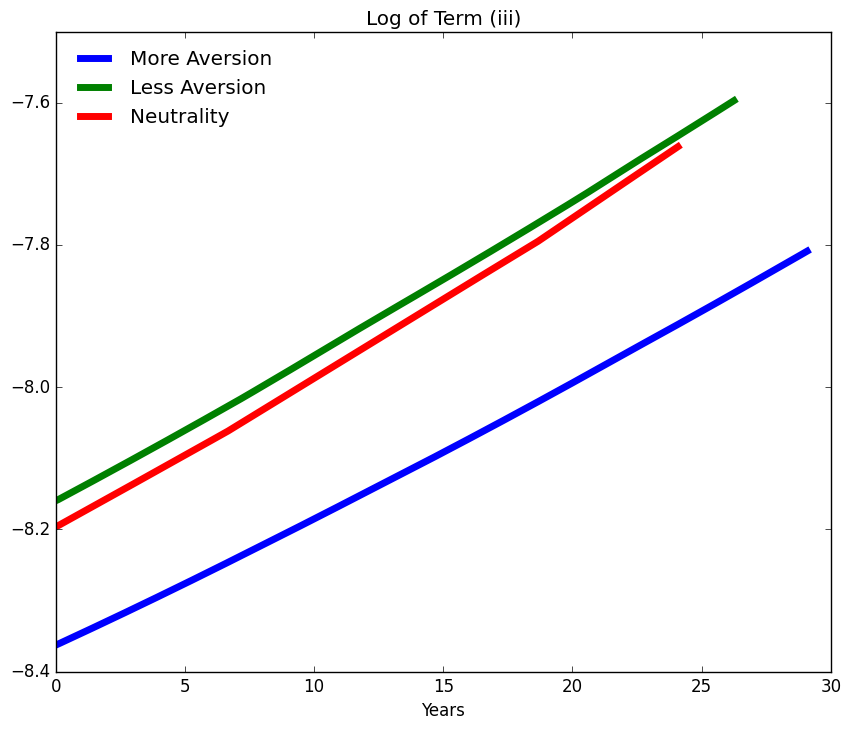 Log of Term (iii)
More Aversion
Less Aversion
Neutrality
−7.6
−7.8
−8.0
−8.2
−8.4
0 5 10 15 20 25 30
Years